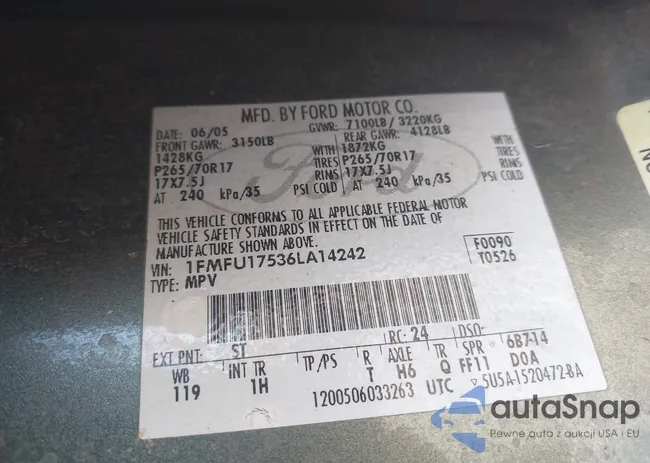 MFD. BY FORD MOTOR CO.
DATE: 06/05 GVWR: 7100LB / 3220KG
FRONT GAWR: 3150LB REAR GAWR: 4128LB
1428KG WITH 1872KG WITH
P265/70R17 TIRES P265/70R17 TIRES
17X7.5J RIMS 17X7.5J RIMS
AT 240 kPa/35 PSI COLD AT 240 kPa/35 PSI COLD
Ford
THIS VEHICLE CONFORMS TO ALL APPLICABLE FEDERAL MOTOR
VEHICLE SAFETY STANDARDS IN EFFECT ON THE DATE OF
MANUFACTURE SHOWN ABOVE.
VIN: 1FMFU17536LA14242
TYPE: MPV
F0090
T0526
EXT PNT: ST RC: 24 DSO:
WB INT TR TP/PS R AXLE TR SPR 6B7-14
119 1H T H6 Q FF11 DOA
1200506033263 UTC 5U5A-1520472-BA
autoSnap
Pewne auta z aukcji USA i EU